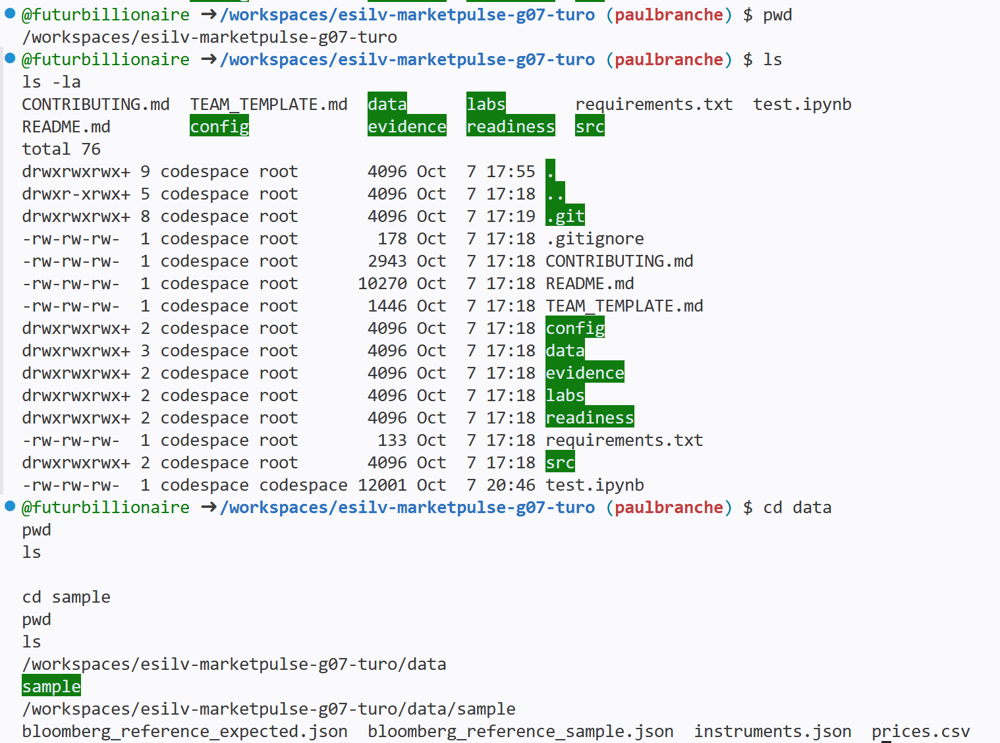 @futurbillionaire ➜/workspaces/esilv-marketpulse-g07-turo (paulbranche) $ pwd
/workspaces/esilv-marketpulse-g07-turo
@futurbillionaire ➜/workspaces/esilv-marketpulse-g07-turo (paulbranche) $ ls
ls -la
CONTRIBUTING.md  TEAM_TEMPLATE.md  data      labs       requirements.txt  test.ipynb
README.md        config            evidence  readiness  src
total 76
drwxrwxrwx+ 9 codespace root       4096 Oct  7 17:55 .
drwxr-xrwx+ 5 codespace root       4096 Oct  7 17:18 ..
drwxrwxrwx+ 8 codespace root       4096 Oct  7 17:19 .git
-rw-rw-rw-  1 codespace root        178 Oct  7 17:18 .gitignore
-rw-rw-rw-  1 codespace root       2943 Oct  7 17:18 CONTRIBUTING.md
-rw-rw-rw-  1 codespace root      10270 Oct  7 17:18 README.md
-rw-rw-rw-  1 codespace root       1446 Oct  7 17:18 TEAM_TEMPLATE.md
drwxrwxrwx+ 2 codespace root       4096 Oct  7 17:18 config
drwxrwxrwx+ 3 codespace root       4096 Oct  7 17:18 data
drwxrwxrwx+ 2 codespace root       4096 Oct  7 17:18 evidence
drwxrwxrwx+ 2 codespace root       4096 Oct  7 17:18 labs
drwxrwxrwx+ 2 codespace root       4096 Oct  7 17:18 readiness
-rw-rw-rw-  1 codespace root        133 Oct  7 17:18 requirements.txt
drwxrwxrwx+ 2 codespace root       4096 Oct  7 17:18 src
-rw-rw-rw-  1 codespace codespace 12001 Oct  7 20:46 test.ipynb
@futurbillionaire ➜/workspaces/esilv-marketpulse-g07-turo (paulbranche) $ cd data
pwd
ls
cd sample
pwd
ls
/workspaces/esilv-marketpulse-g07-turo/data
sample
/workspaces/esilv-marketpulse-g07-turo/data/sample
bloomberg_reference_expected.json  bloomberg_reference_sample.json  instruments.json  prices.csv